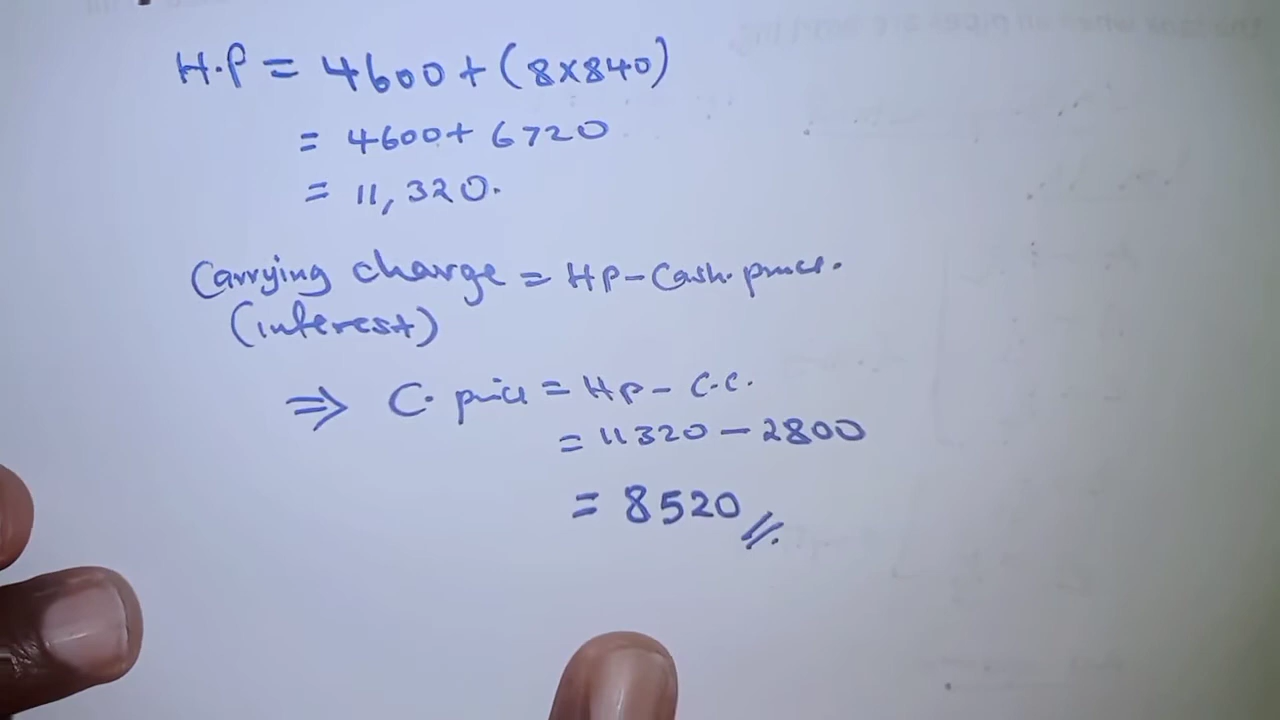 H.P = 4600 + (8x840)
= 4600 + 6720
= 11,320.
Carrying charge = HP - Cash. price.
(interest)
⇒ C. price = HP - C.C.
= 11320 - 2800
= 8520 //.